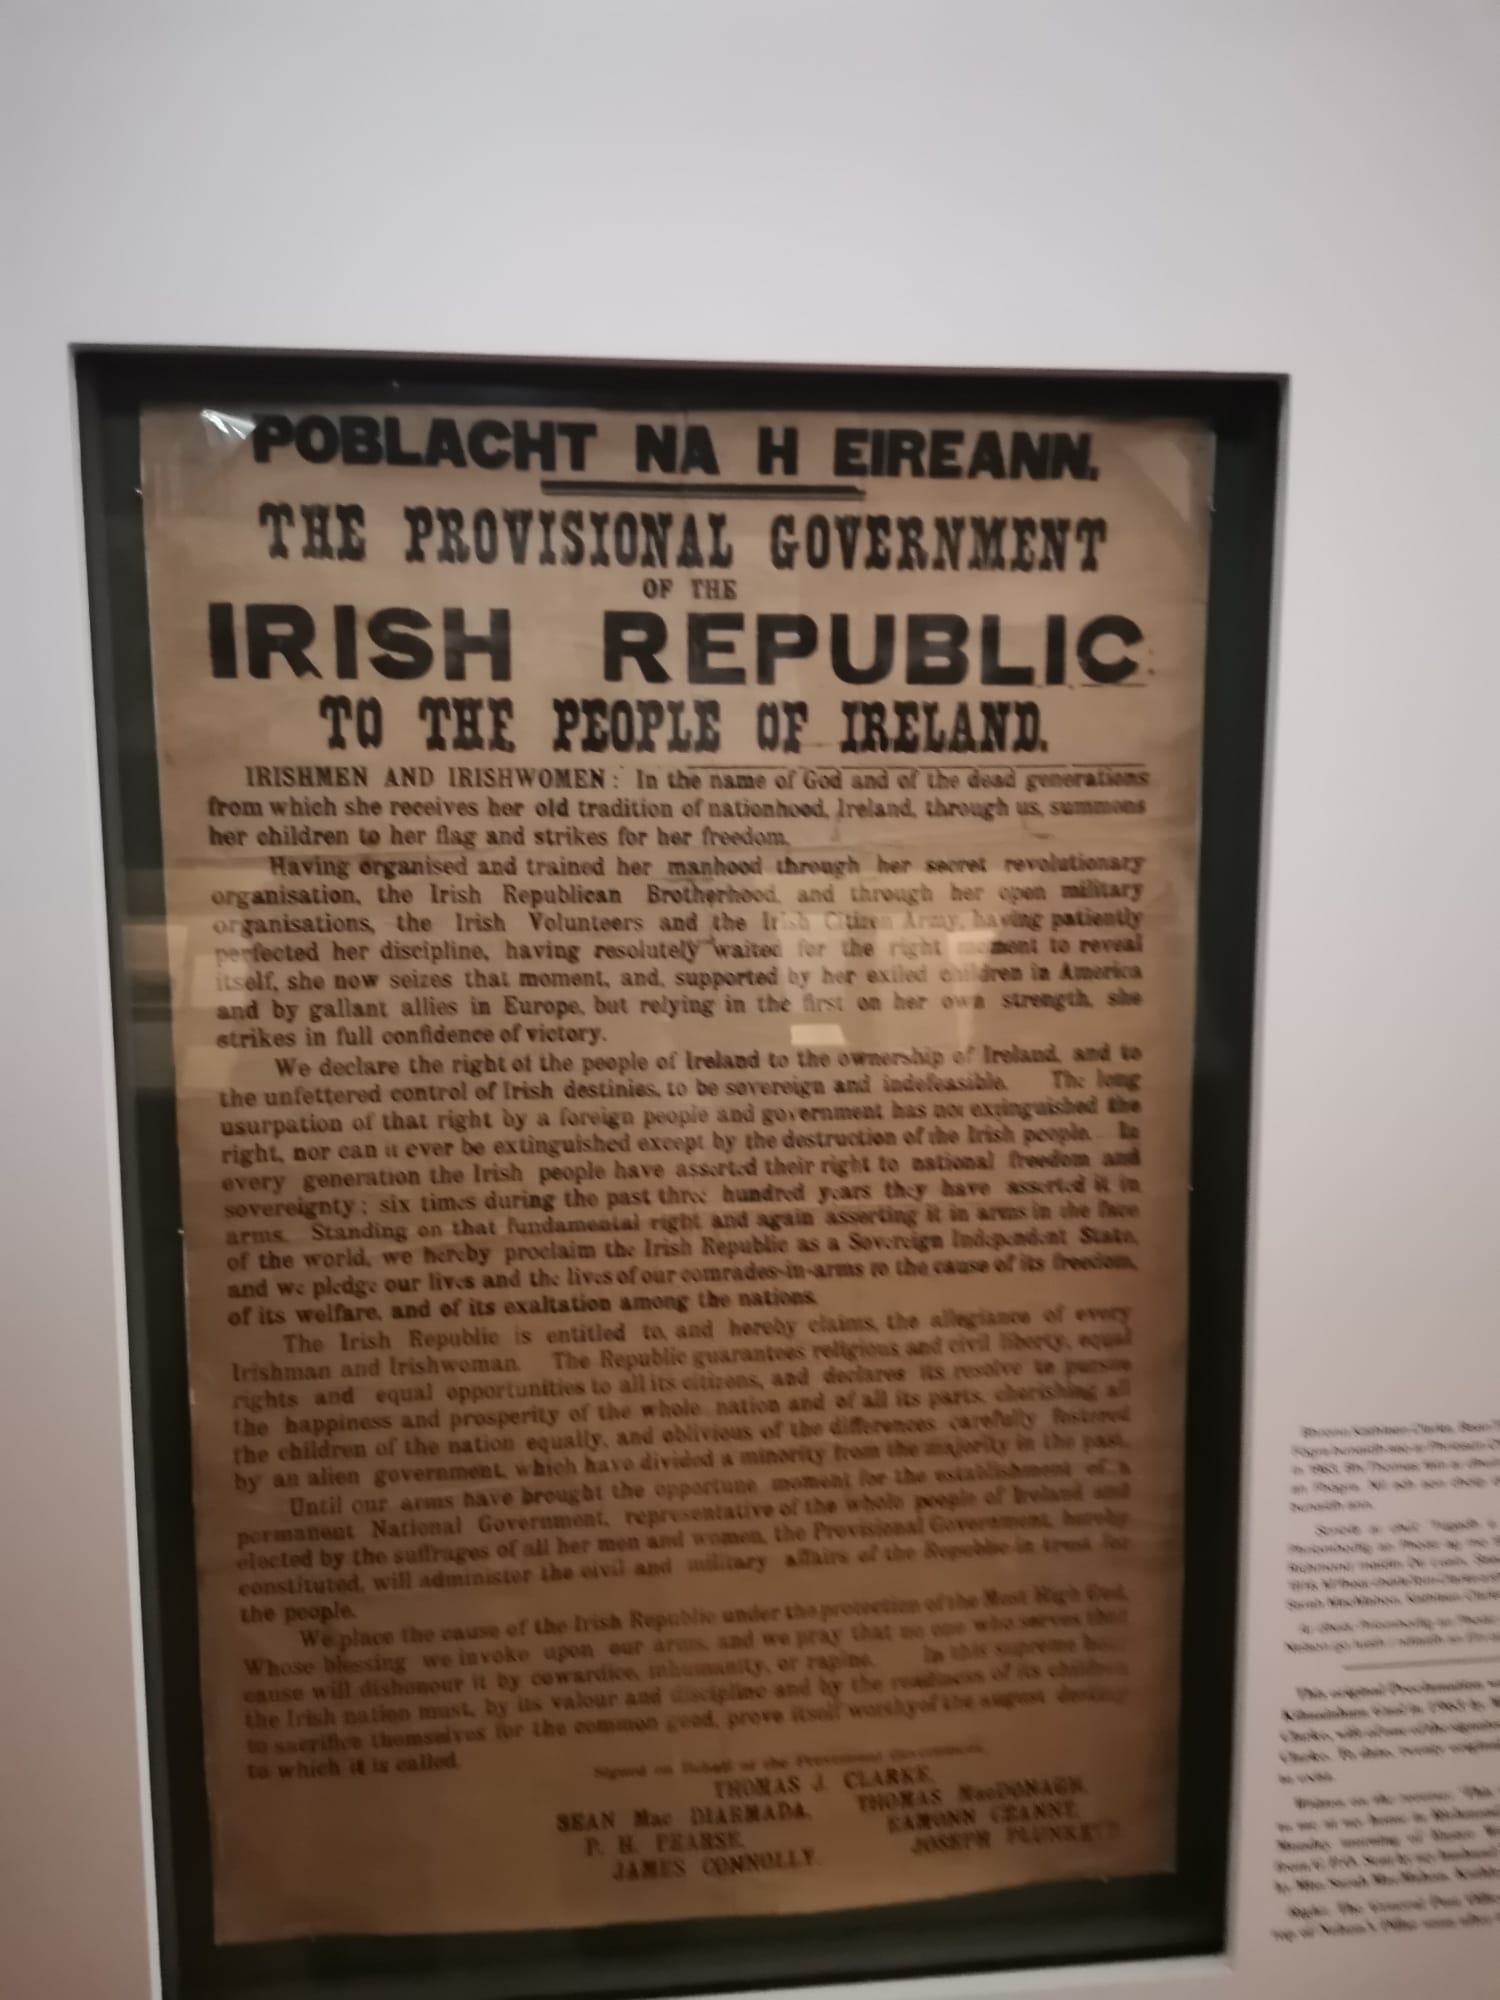 POBLACHT NA H EIREANN.
THE PROVISIONAL GOVERNMENT
OF THE
IRISH REPUBLIC
TO THE PEOPLE OF IRELAND.
IRISHMEN AND IRISHWOMEN: In the name of God and of the dead generations
from which she receives her old tradition of nationhood, Ireland, through us, summons
her children to her flag and strikes for her freedom.
Having organised and trained her manhood through her secret revolutionary
organisation, the Irish Republican Brotherhood, and through her open military
organisations, the Irish Volunteers and the Irish Citizen Army, having patiently
perfected her discipline, having resolutely waited for the right moment to reveal
itself, she now seizes that moment, and, supported by her exiled children in America
and by gallant allies in Europe, but relying in the first on her own strength, she
strikes in full confidence of victory.
We declare the right of the people of Ireland to the ownership of Ireland, and to
the unfettered control of Irish destinies, to be sovereign and indefeasible. The long
usurpation of that right by a foreign people and government has not extinguished the
right, nor can it ever be extinguished except by the destruction of the Irish people. In
every generation the Irish people have asserted their right to national freedom and
sovereignty; six times during the past three hundred years they have asserted it in
arms. Standing on that fundamental right and again asserting it in arms in the face
of the world, we hereby proclaim the Irish Republic as a Sovereign Independent State,
and we pledge our lives and the lives of our comrades-in-arms to the cause of its freedom,
of its welfare, and of its exaltation among the nations.
The Irish Republic is entitled to, and hereby claims, the allegiance of every
Irishman and Irishwoman. The Republic guarantees religious and civil liberty, equal
rights and equal opportunities to all its citizens, and declares its resolve to pursue
the happiness and prosperity of the whole nation and of all its parts, cherishing all
the children of the nation equally, and oblivious of the differences carefully fostered
by an alien government, which have divided a minority from the majority in the past.
Until our arms have brought the opportune moment for the establishment of a
permanent National Government, representative of the whole people of Ireland and
elected by the suffrages of all her men and women, the Provisional Government, hereby
constituted, will administer the civil and military affairs of the Republic in trust for
the people.
We place the cause of the Irish Republic under the protection of the Most High God,
Whose blessing we invoke upon our arms, and we pray that no one who serves that
cause will dishonour it by cowardice, inhumanity, or rapine. In this supreme hour
the Irish nation must, by its valour and discipline and by the readiness of its children
to sacrifice themselves for the common good, prove itself worthy of the august destiny
to which it is called.
Signed on Behalf of the Provisional Government,
THOMAS J. CLARKE,
SEAN Mac DIARMADA, THOMAS MacDONAGH,
P. H. PEARSE, EAMONN CEANNT,
JAMES CONNOLLY. JOSEPH PLUNKETT